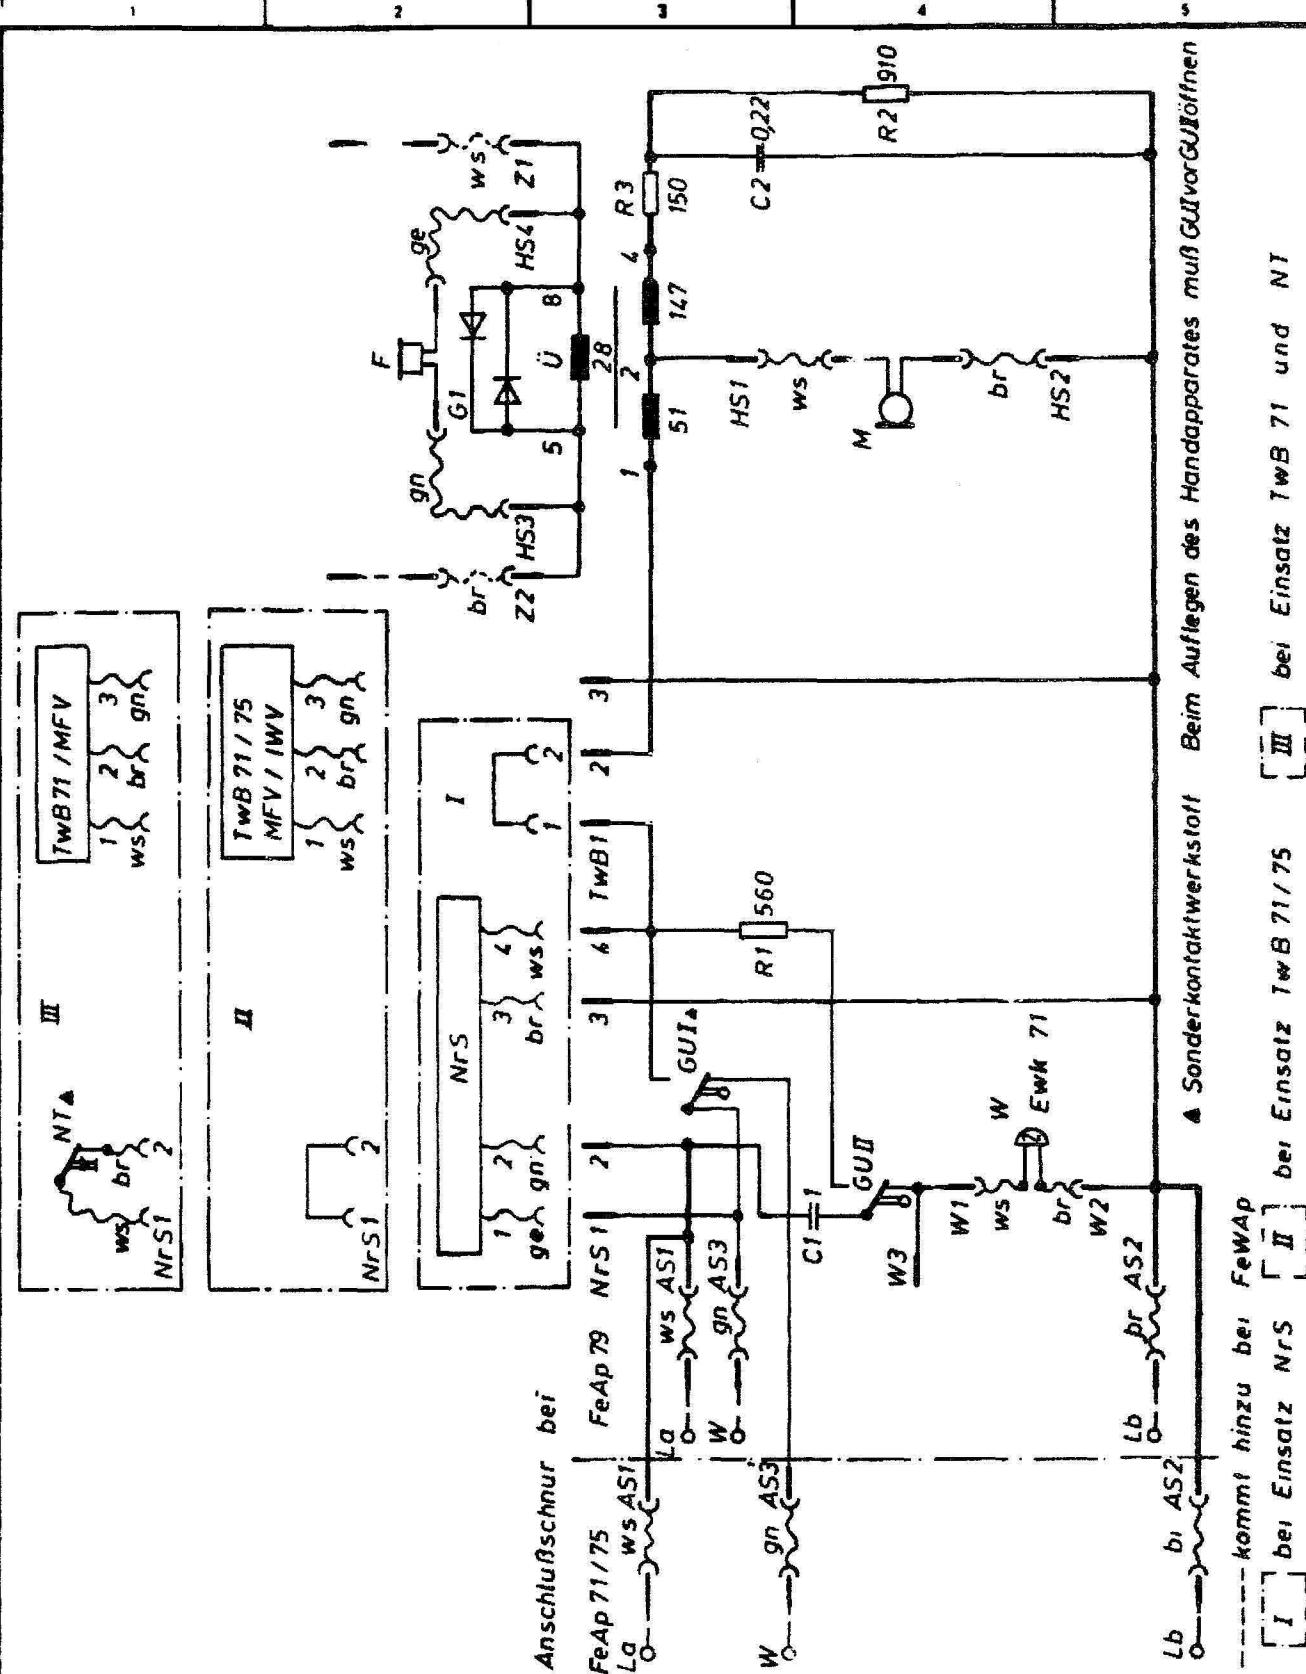 1
2
3
4
5
III
NT▲
ws
br
NrS1
2
TwB 71 / MFV
1
2
3
ws
br
gn
II
NrS1
2
TwB 71 / 75
MFV / IWV
1
2
3
ws
br
gn
NrS
1
2
3
4
ge
gn
br
ws
I
1
2
Anschlußschnur bei
FeAp 71/75
FeAp 79
NrS 1
2
3
4
TwB1
2
3
La
ws
AS1
W
gn
AS3
Lb
AS2
La
ws
AS1
W
gn
AS3
Lb
br
AS2
GUI▲
R1
560
C1
1
GUII
W3
W1
ws
W
Ewk 71
br
W2
Z2
br
HS3
gn
F
G1
ge
HS4
ws
Z1
5
Ü
8
28
1
51
2
147
4
R3
150
C2
0,22
R2
910
HS1
ws
M
br
HS2
▲ Sonderkontaktwerkstoff Beim Auflegen des Handapparates muß GUI vor GUII öffnen
------ kommt hinzu bei FeWAp
I bei Einsatz NrS II bei Einsatz TwB 71/75 III bei Einsatz TwB 71 und NT